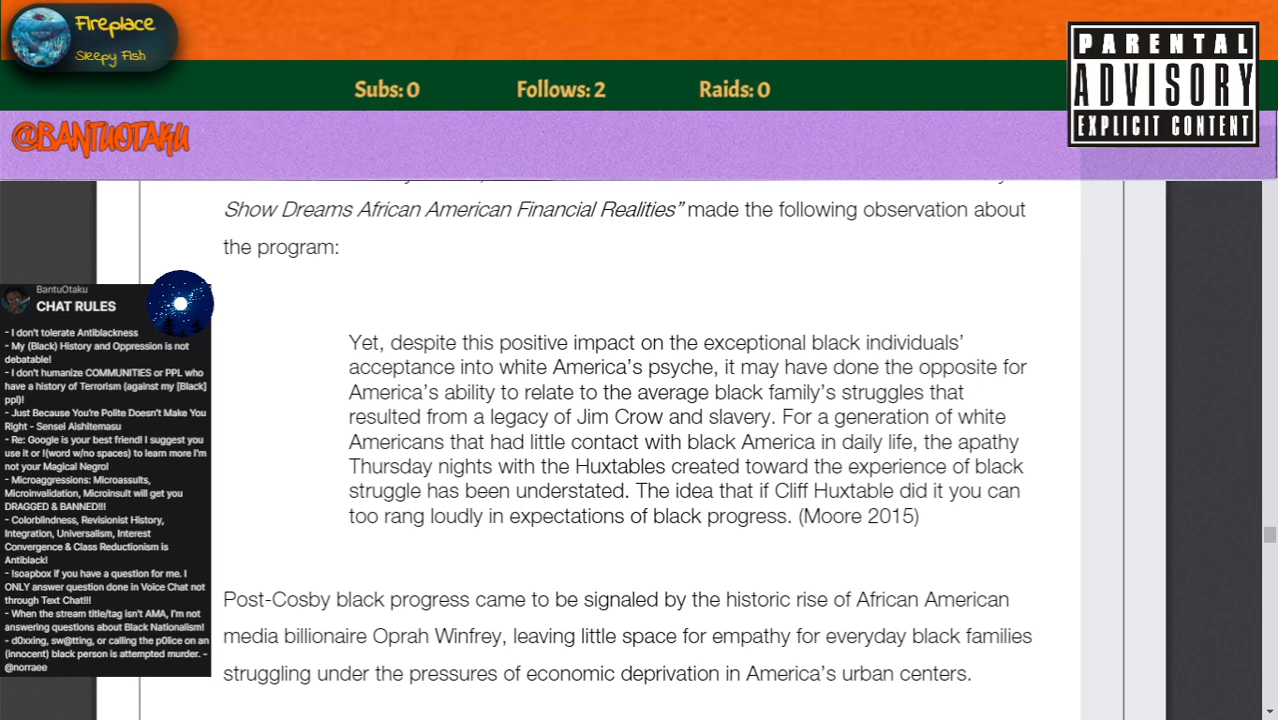 Fireplace
Sleepy Fish
Subs: 0
Follows: 2
Raids: 0
PARENTAL
ADVISORY
EXPLICIT CONTENT
@BANTUOTAKU
Show Dreams African American Financial Realities” made the following observation about
the program:
BantuOtaku
CHAT RULES
- I don't tolerate Antiblackness
- My (Black) History and Oppression is not
debatable!
- I don't humanize COMMUNITIES or PPL who
have a history of Terrorism (against my [Black]
ppl)!
- Just Because You're Polite Doesn't Make You
Right - Sensei Aishitemasu
- Re: Google is your best friend! I suggest you
use it or !(word w/no spaces) to learn more I'm
not your Magical Negro!
- Microaggressions: Microassults,
Microinvalidation, Microinsult will get you
DRAGGED & BANNED!!!
- Colorblindness, Revisionist History,
Integration, Universalism, Interest
Convergence & Class Reductionism is
Antiblack!
- !soapbox if you have a question for me. I
ONLY answer question done in Voice Chat not
through Text Chat!!!
- When the stream title/tag isn't AMA, I'm not
answering questions about Black Nationalism!
- d0xxing, sw@tting, or calling the p0lice on an
(innocent) black person is attempted murder. -
@norraee
Yet, despite this positive impact on the exceptional black individuals’
acceptance into white America’s psyche, it may have done the opposite for
America’s ability to relate to the average black family’s struggles that
resulted from a legacy of Jim Crow and slavery. For a generation of white
Americans that had little contact with black America in daily life, the apathy
Thursday nights with the Huxtables created toward the experience of black
struggle has been understated. The idea that if Cliff Huxtable did it you can
too rang loudly in expectations of black progress. (Moore 2015)
Post-Cosby black progress came to be signaled by the historic rise of African American
media billionaire Oprah Winfrey, leaving little space for empathy for everyday black families
struggling under the pressures of economic deprivation in America’s urban centers.